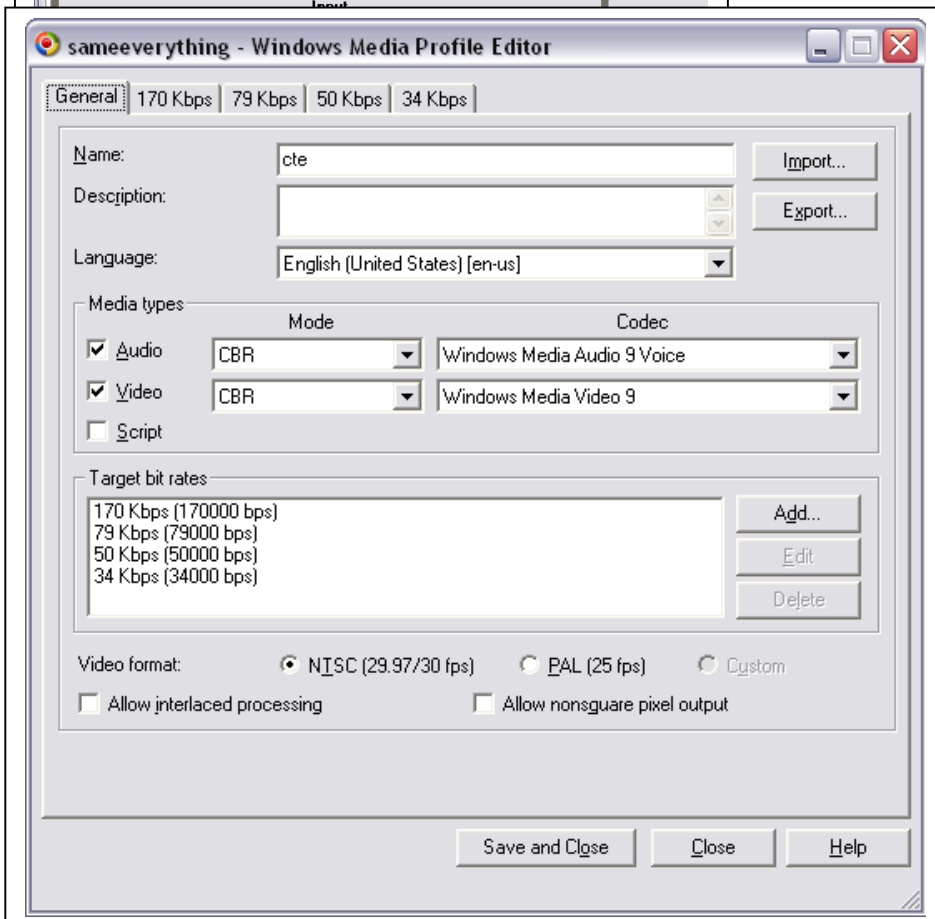 Input
sameeverything - Windows Media Profile Editor
General 170 Kbps 79 Kbps 50 Kbps 34 Kbps
Name: cte Import...
Description: Export...
Language: English (United States) [en-us]
Media types
Mode Codec
Audio CBR Windows Media Audio 9 Voice
Video CBR Windows Media Video 9
Script
Target bit rates
170 Kbps (170000 bps) Add...
79 Kbps (79000 bps)
50 Kbps (50000 bps) Edit
34 Kbps (34000 bps) Delete
Video format: NTSC (29.97/30 fps) PAL (25 fps) Custom
Allow interlaced processing Allow nonsquare pixel output
Save and Close Close Help